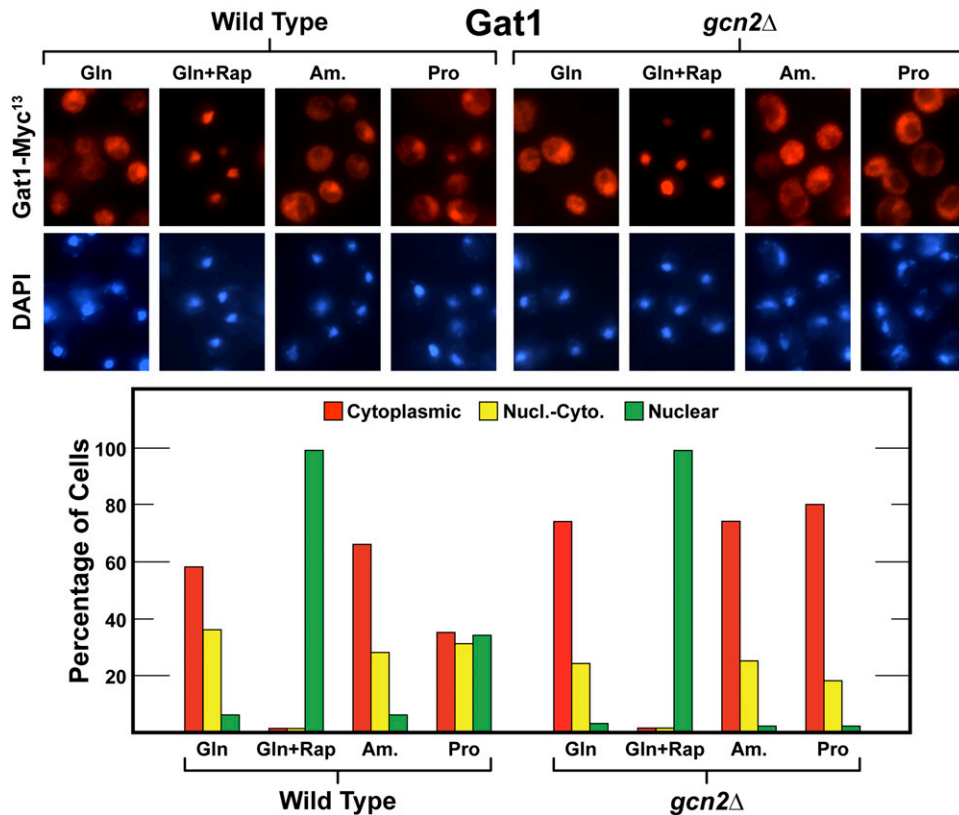 Gat1
Wild Type gcn2Δ
Gln Gln+Rap Am. Pro Gln Gln+Rap Am. Pro
Gat1-Myc¹³
DAPI
Cytoplasmic Nucl.-Cyto. Nuclear
Percentage of Cells
100
80
60
40
20
Gln Gln+Rap Am. Pro Gln Gln+Rap Am. Pro
Wild Type gcn2Δ